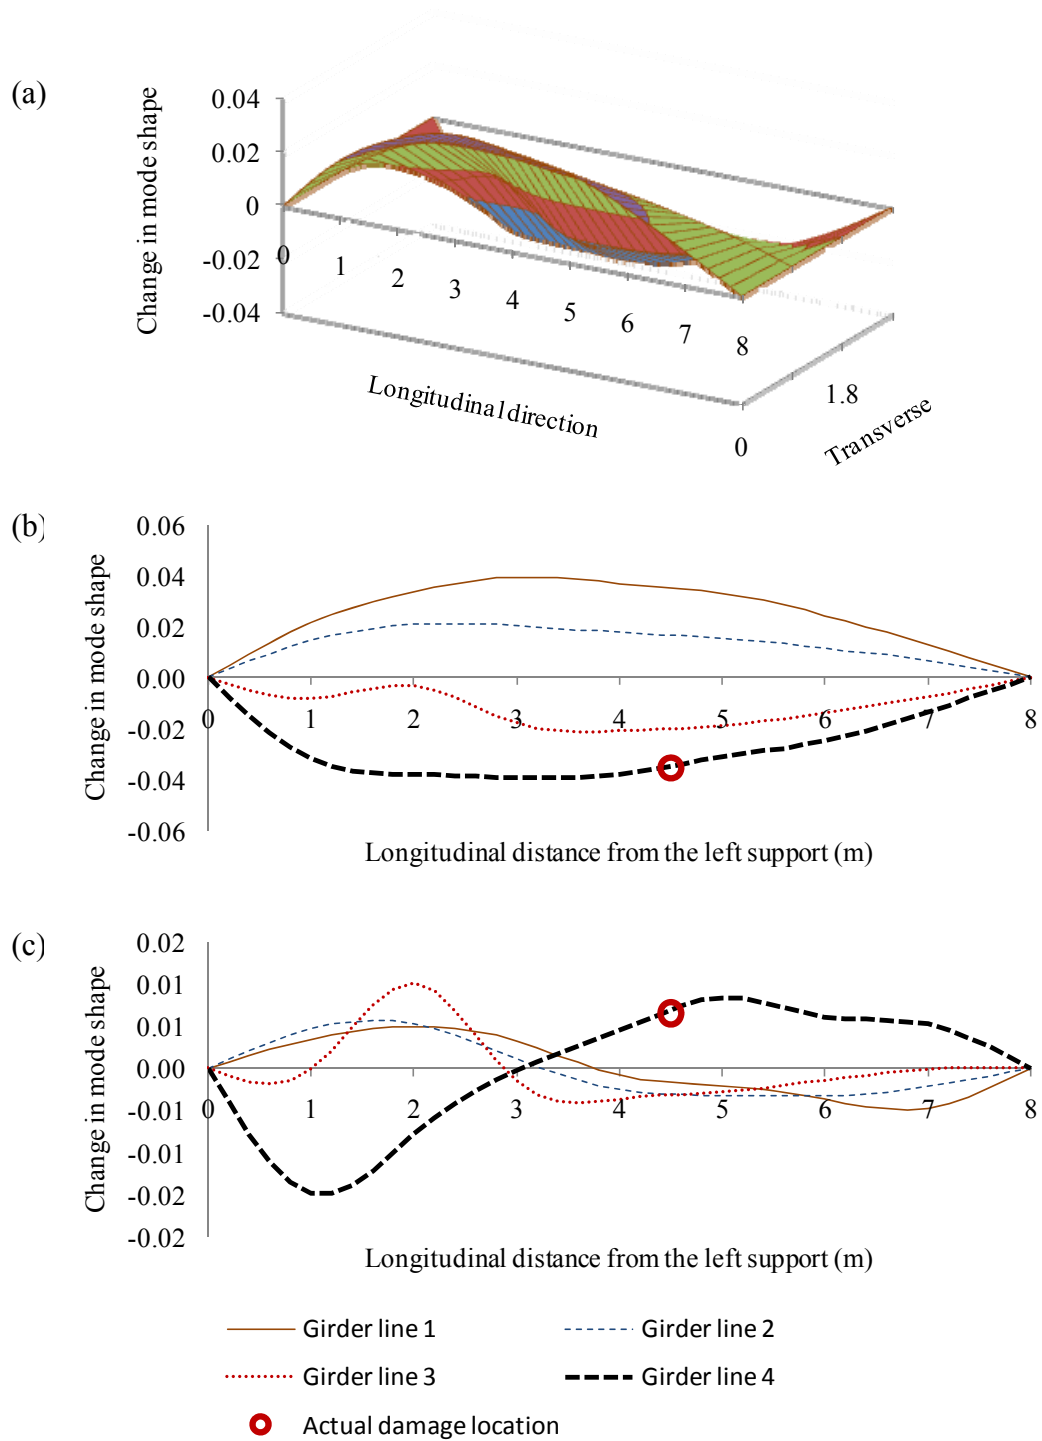 (a)
Change in mode shape
0.04
0.02
0
-0.02
-0.04
0
1
2
3
4
5
6
7
8
Longitudinal direction
0
1.8
Transverse
(b)
Change in mode shape
0.06
0.04
0.02
0.00
-0.02
-0.04
-0.06
0 1 2 3 4 5 6 7 8
Longitudinal distance from the left support (m)
(c)
Change in mode shape
0.02
0.01
0.01
0.00
-0.01
-0.01
-0.02
-0.02
0 1 2 3 4 5 6 7 8
Longitudinal distance from the left support (m)
Girder line 1
Girder line 2
Girder line 3
Girder line 4
Actual damage location